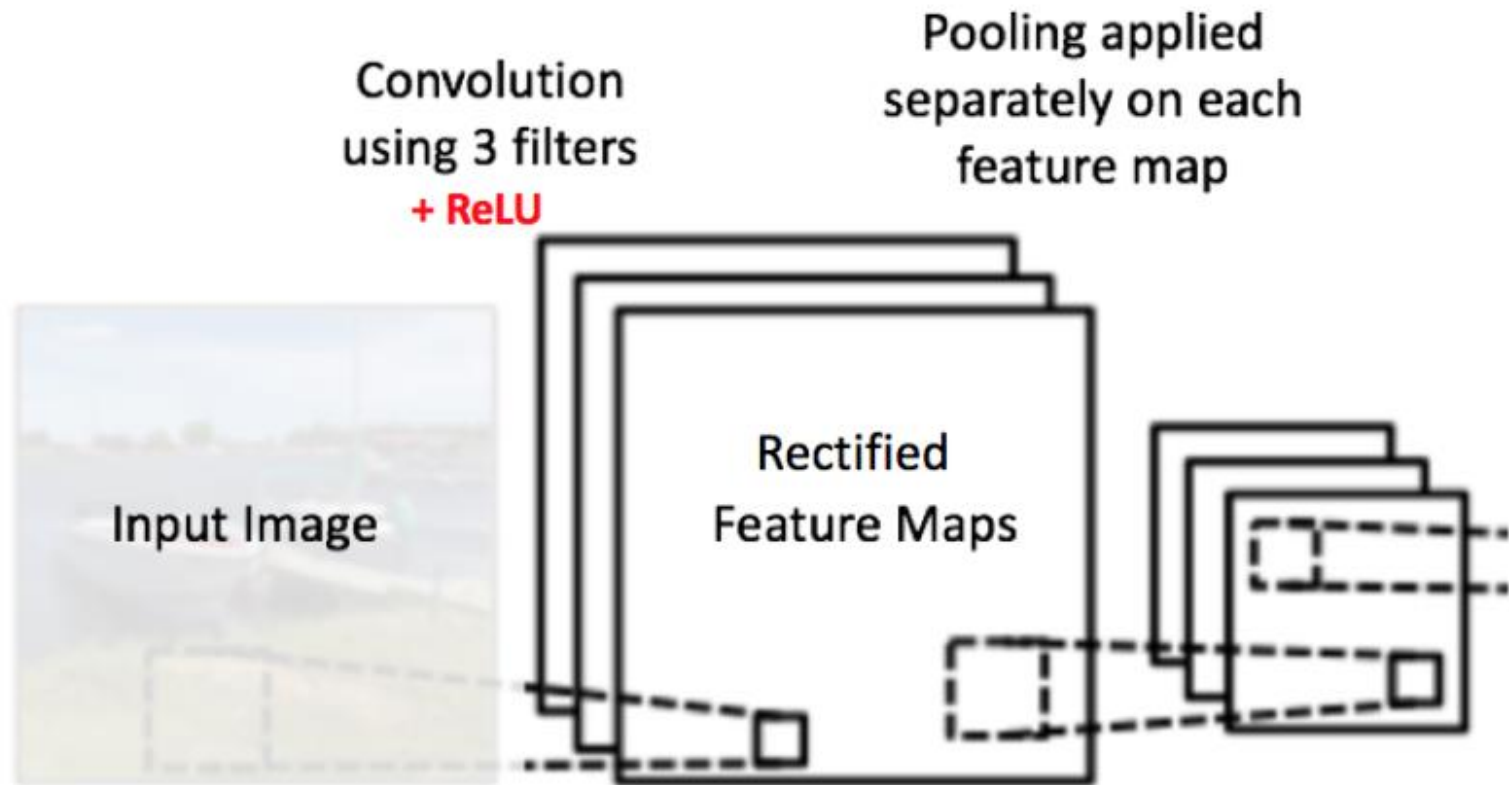 Convolution
using 3 filters
+ ReLU
Pooling applied
separately on each
feature map
Input Image
Rectified
Feature Maps